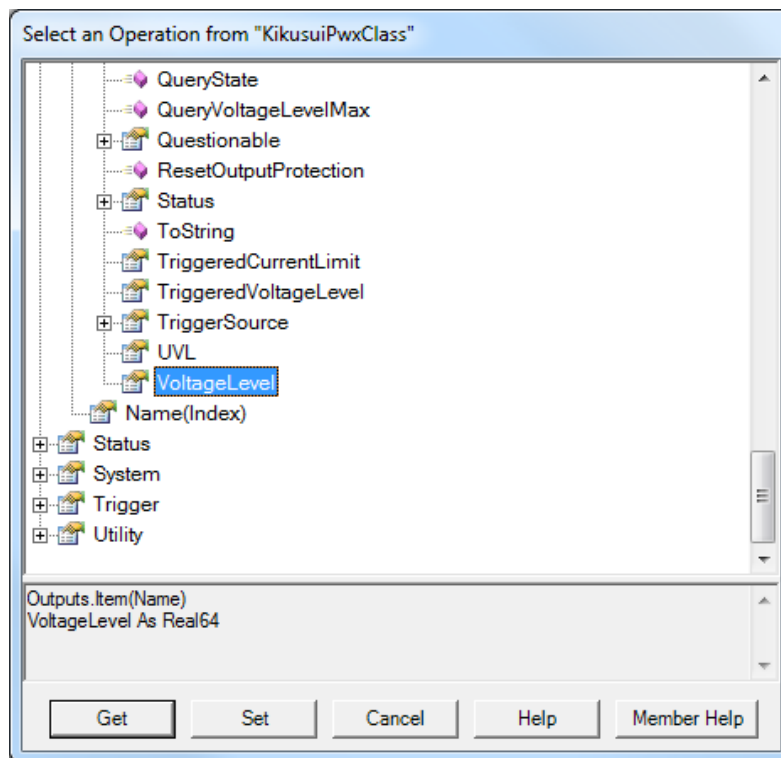 Select an Operation from "KikusuiPwxClass"
QueryState
QueryVoltageLevelMax
Questionable
ResetOutputProtection
Status
ToString
TriggeredCurrentLimit
TriggeredVoltageLevel
TriggerSource
UVL
VoltageLevel
Name(Index)
Status
System
Trigger
Utility
Outputs.Item(Name)
VoltageLevel As Real64
Get Set Cancel Help Member Help